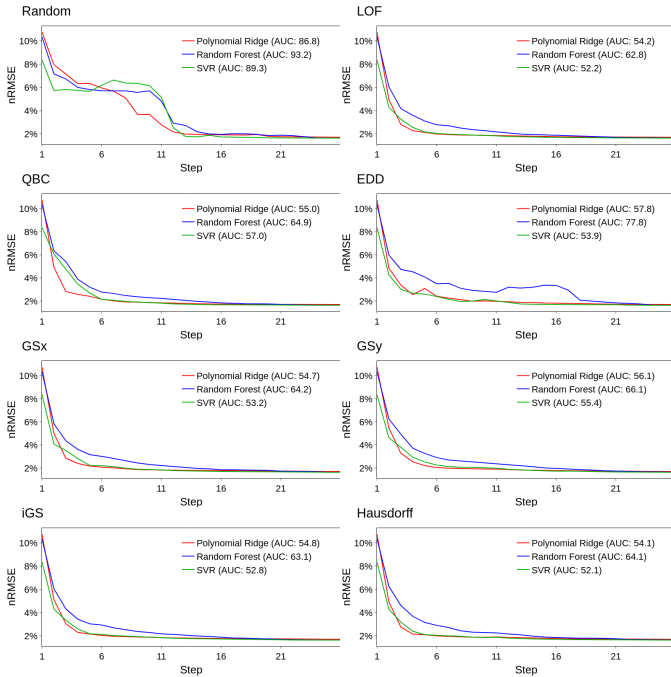 Random
nRMSE
10%
8%
6%
4%
2%
Polynomial Ridge (AUC: 86.8)
Random Forest (AUC: 93.2)
SVR (AUC: 89.3)
1
6
11
16
21
Step
LOF
nRMSE
10%
8%
6%
4%
2%
Polynomial Ridge (AUC: 54.2)
Random Forest (AUC: 62.8)
SVR (AUC: 52.2)
1
6
11
16
21
Step
QBC
nRMSE
10%
8%
6%
4%
2%
Polynomial Ridge (AUC: 55.0)
Random Forest (AUC: 64.9)
SVR (AUC: 57.0)
1
6
11
16
21
Step
EDD
nRMSE
10%
8%
6%
4%
2%
Polynomial Ridge (AUC: 57.8)
Random Forest (AUC: 77.8)
SVR (AUC: 53.9)
1
6
11
16
21
Step
GSx
nRMSE
10%
8%
6%
4%
2%
Polynomial Ridge (AUC: 54.7)
Random Forest (AUC: 64.2)
SVR (AUC: 53.2)
1
6
11
16
21
Step
GSy
nRMSE
10%
8%
6%
4%
2%
Polynomial Ridge (AUC: 56.1)
Random Forest (AUC: 66.1)
SVR (AUC: 55.4)
1
6
11
16
21
Step
iGS
nRMSE
10%
8%
6%
4%
2%
Polynomial Ridge (AUC: 54.8)
Random Forest (AUC: 63.1)
SVR (AUC: 52.8)
1
6
11
16
21
Step
Hausdorff
nRMSE
10%
8%
6%
4%
2%
Polynomial Ridge (AUC: 54.1)
Random Forest (AUC: 64.1)
SVR (AUC: 52.1)
1
6
11
16
21
Step